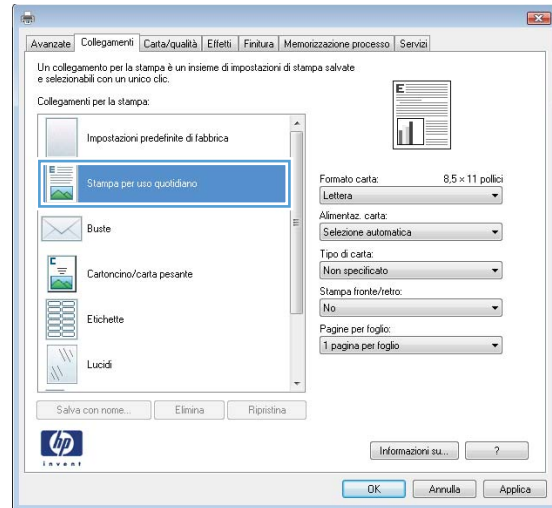 Avanzate Collegamenti Carta/qualità Effetti Finitura Memorizzazione processo Servizi
Un collegamento per la stampa è un insieme di impostazioni di stampa salvate
e selezionabili con un unico clic.
Collegamenti per la stampa:
Impostazioni predefinite di fabbrica
Stampa per uso quotidiano
Buste
Cartoncino/carta pesante
Etichette
Lucidi
Salva con nome... Elimina Ripristina
E
Formato carta: 8,5 × 11 pollici
Lettera
Alimentaz. carta:
Selezione automatica
Tipo di carta:
Non specificato
Stampa fronte/retro:
No
Pagine per foglio:
1 pagina per foglio
hp
invent
Informazioni su... ?
OK Annulla Applica